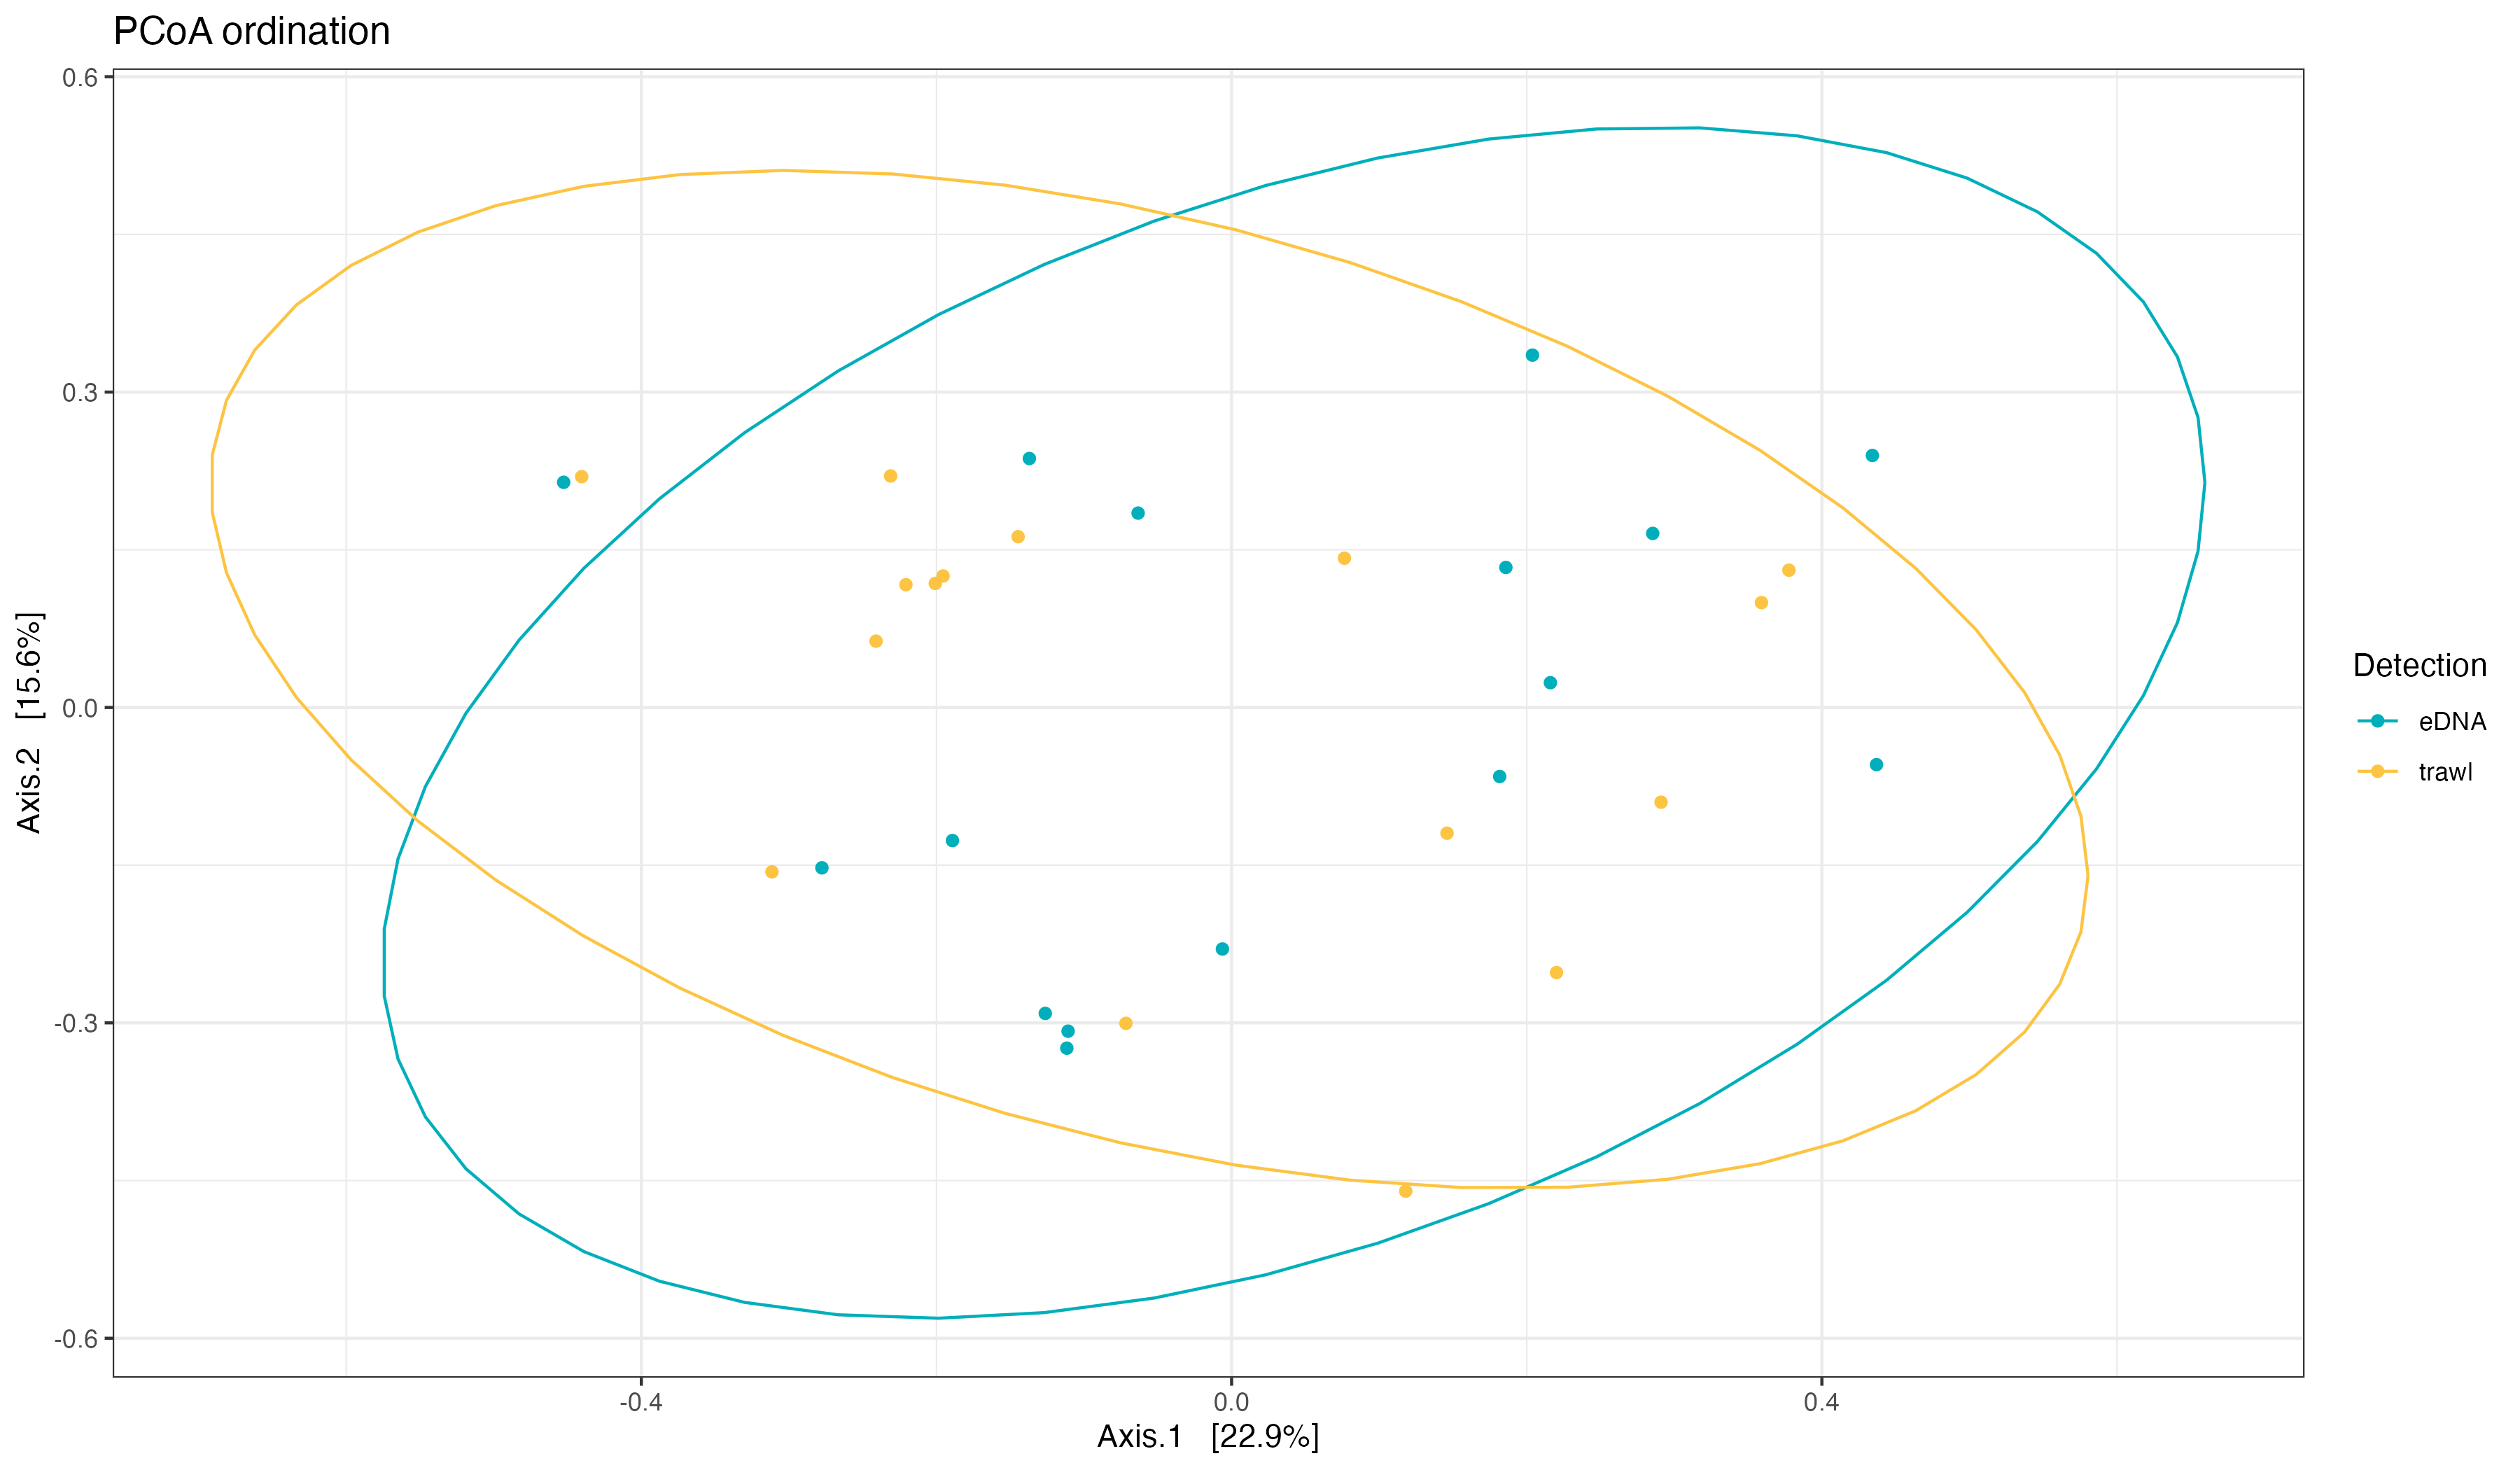 PCoA ordination
0.6
0.3
0.0
-0.3
-0.6
Axis.2 [15.6%]
-0.4
0.0
0.4
Axis.1 [22.9%]
Detection
eDNA
trawl